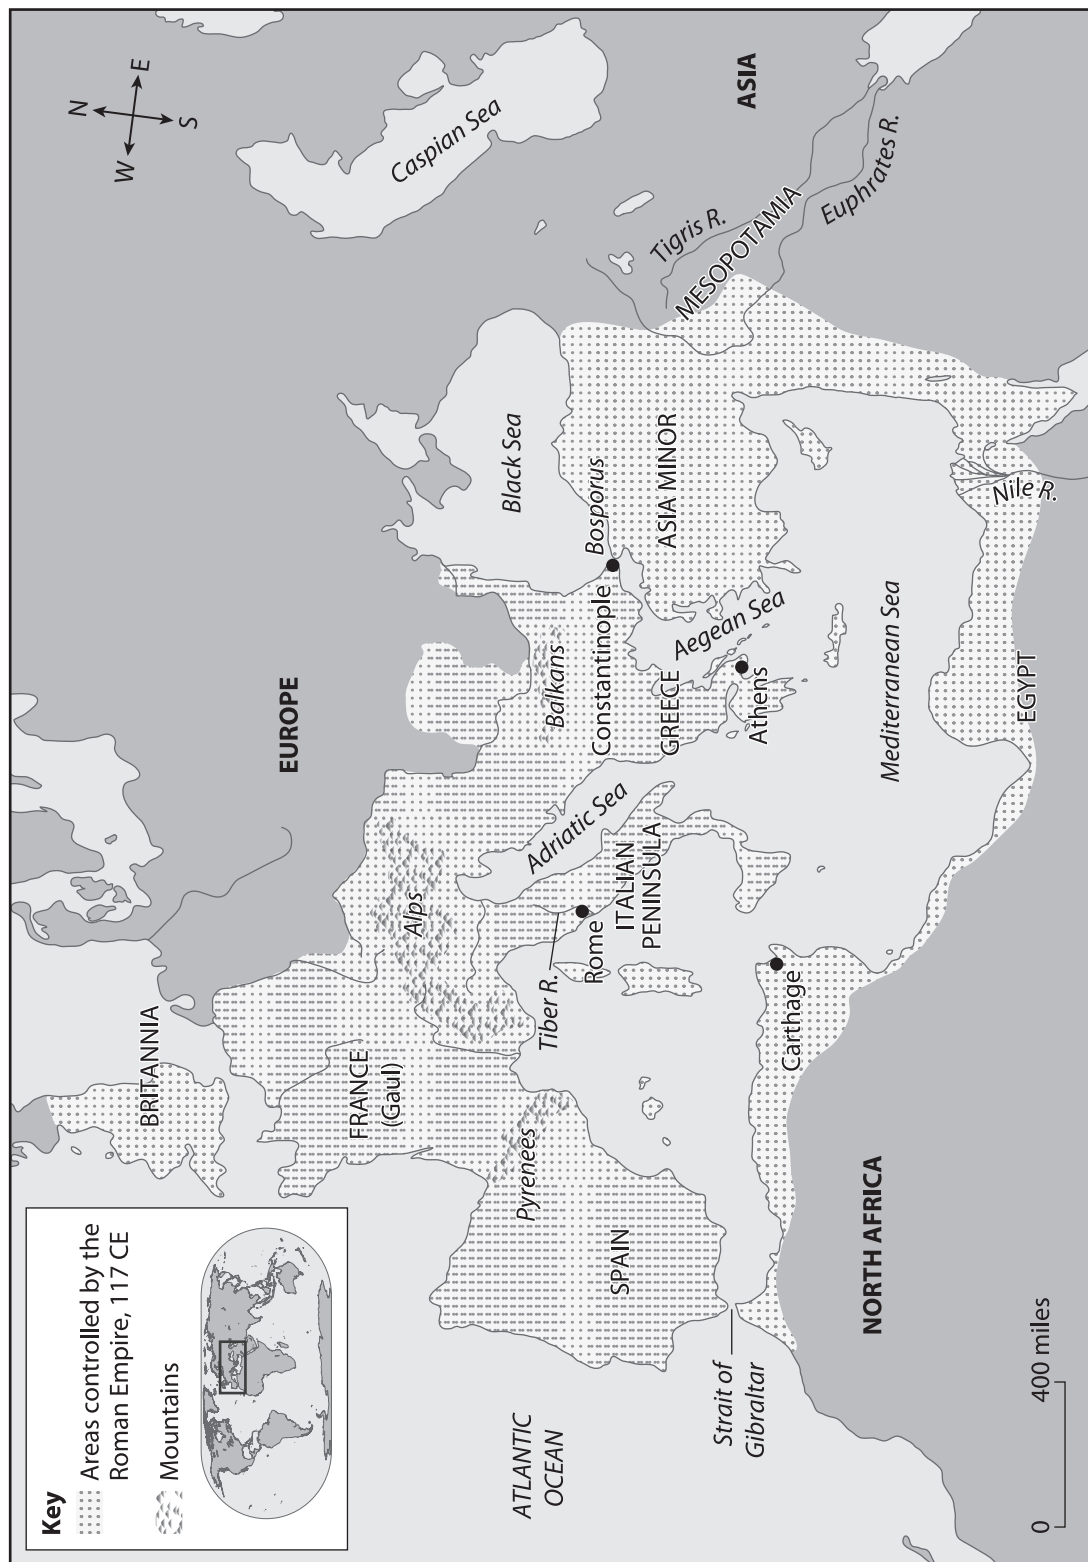 Key
Areas controlled by the
Roman Empire, 117 CE
Mountains
N
W
E
S
BRITANNIA
EUROPE
ASIA
Caspian Sea
FRANCE
(Gaul)
Alps
Black Sea
Pyrenees
Balkans
Adriatic Sea
Tiber R.
Rome
ITALIAN
PENINSULA
Constantinople
Bosporus
SPAIN
GREECE
Aegean Sea
ASIA MINOR
Tigris R.
MESOPOTAMIA
Euphrates R.
ATLANTIC
OCEAN
Strait of
Gibraltar
Carthage
Athens
Mediterranean Sea
NORTH AFRICA
EGYPT
Nile R.
0
400 miles